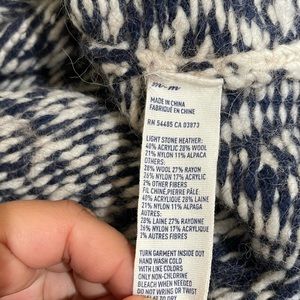 m-m
MADE IN CHINA
FABRIQUÉ EN CHINE
RN 54485 CA 03873
LIGHT STONE HEATHER:
40% ACRYLIC 28% WOOL
21% NYLON 11% ALPACA
OTHERS:
28% WOOL 27% RAYON
26% NYLON 17% ACRYLIC
2% OTHER FIBERS
FIL CHINÉ PIERRE PÂLE:
40% ACRYLIQUE 28% LAINE
21% NYLON 11% ALPAGA
AUTRES:
28% LAINE 27% RAYONNE
26% NYLON 17% ACRYLIQUE
2% AUTRES FIBRES
TURN GARMENT INSIDE OUT
HAND WASH COLD
WITH LIKE COLORS
ONLY NON-CHLORINE
BLEACH WHEN NEEDED
DO NOT WRING OR TWIST
TO DRY